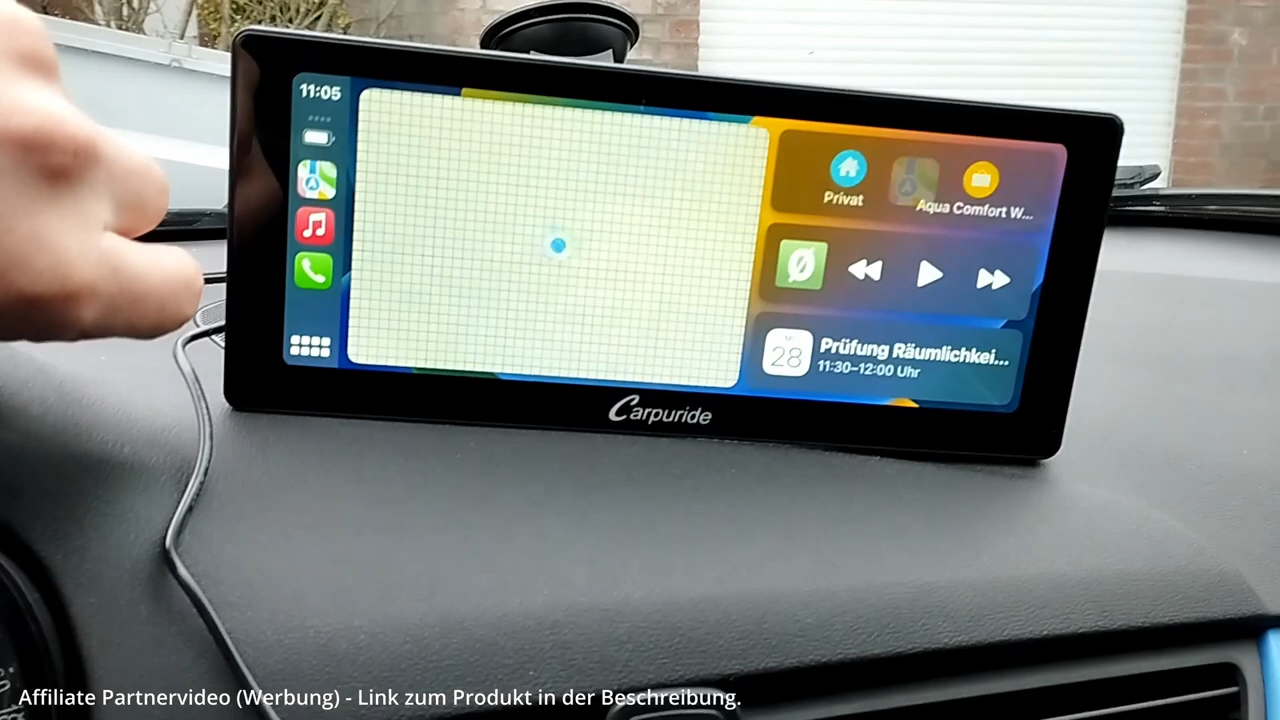 11:05
Privat
Aqua Comfort W...
28
Prüfung Räumlichkei...
11:30–12:00 Uhr
Carpuride
Affiliate Partnervideo (Werbung) - Link zum Produkt in der Beschreibung.